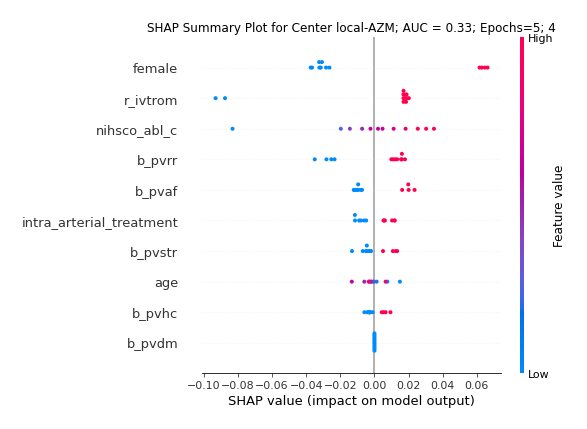 SHAP Summary Plot for Center local-AZM; AUC = 0.33; Epochs=5; 4
High
female
r_ivtrom
nihsco_abl_c
b_pvrr
b_pvaf
intra_arterial_treatment
b_pvstr
age
b_pvhc
b_pvdm
Feature value
Low
−0.10 −0.08 −0.06 −0.04 −0.02 0.00 0.02 0.04 0.06
SHAP value (impact on model output)